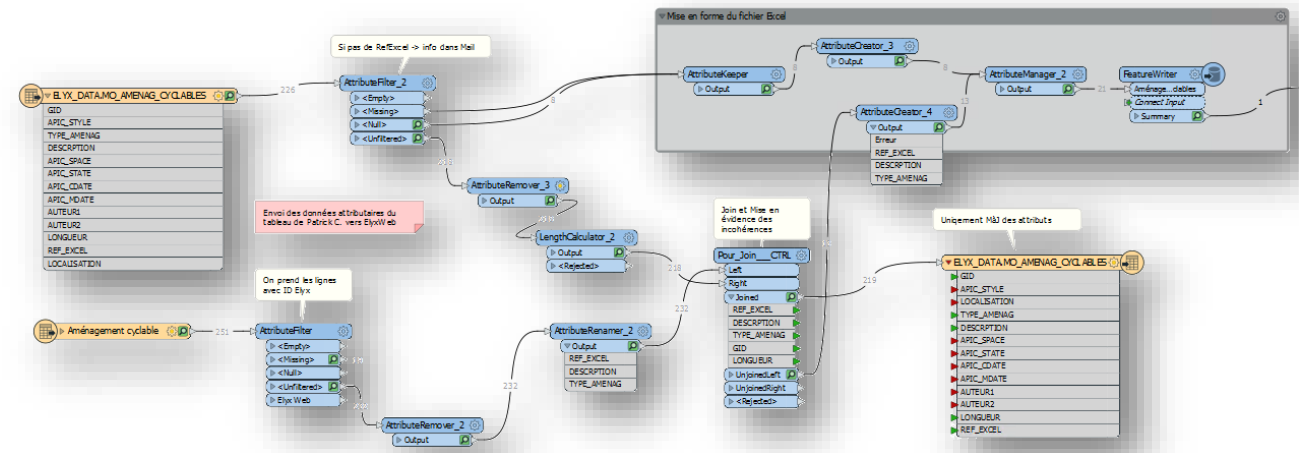 Mise en forme du fichier Excel
Si pas de RefExcel -> info dans Mail
AttributeFilter_2
<Empty>
<Missing>
<Null>
<Unfiltered>
226
8
218
ELYX_DATA.MO_AMENAG_CYCLABLES
GID
APIC_STYLE
TYPE_AMENAG
DESCRPTION
APIC_SPACE
APIC_STATE
APIC_CDATE
APIC_MDATE
AUTEUR1
AUTEUR2
LONGUEUR
REF_EXCEL
LOCALISATION
AttributeKeeper
Output
8
AttributeCreator_3
Output
8
AttributeManager_2
Output
21
FeatureWriter
Aménage...dables
Connect Input
Summary
1
AttributeCreator_4
Output
Erreur
REF_EXCEL
DESCRPTION
TYPE_AMENAG
13
AttributeRemover_3
Output
Envoi des données attributaires du
tableau de Patrick C. vers ElyxWeb
LengthCalculator_2
Output
<Rejected>
218
Join et Mise en
évidence des
incohérences
Pour_Join___CTRL
Left
Right
Joined
REF_EXCEL
DESCRPTION
TYPE_AMENAG
GID
LONGUEUR
UnjoinedLeft
UnjoinedRight
<Rejected>
219
Uniqement MàJ des attributs
ELYX_DATA.MO_AMENAG_CYCLABLES
GID
APIC_STYLE
LOCALISATION
TYPE_AMENAG
DESCRPTION
APIC_SPACE
APIC_STATE
APIC_CDATE
APIC_MDATE
AUTEUR1
AUTEUR2
LONGUEUR
REF_EXCEL
On prend les lignes
avec ID Elyx
Aménagement cyclable
251
AttributeFilter
<Empty>
<Missing>
<Null>
<Unfiltered>
Elyx Web
AttributeRemover_2
Output
232
AttributeRenamer_2
Output
REF_EXCEL
DESCRPTION
TYPE_AMENAG
232